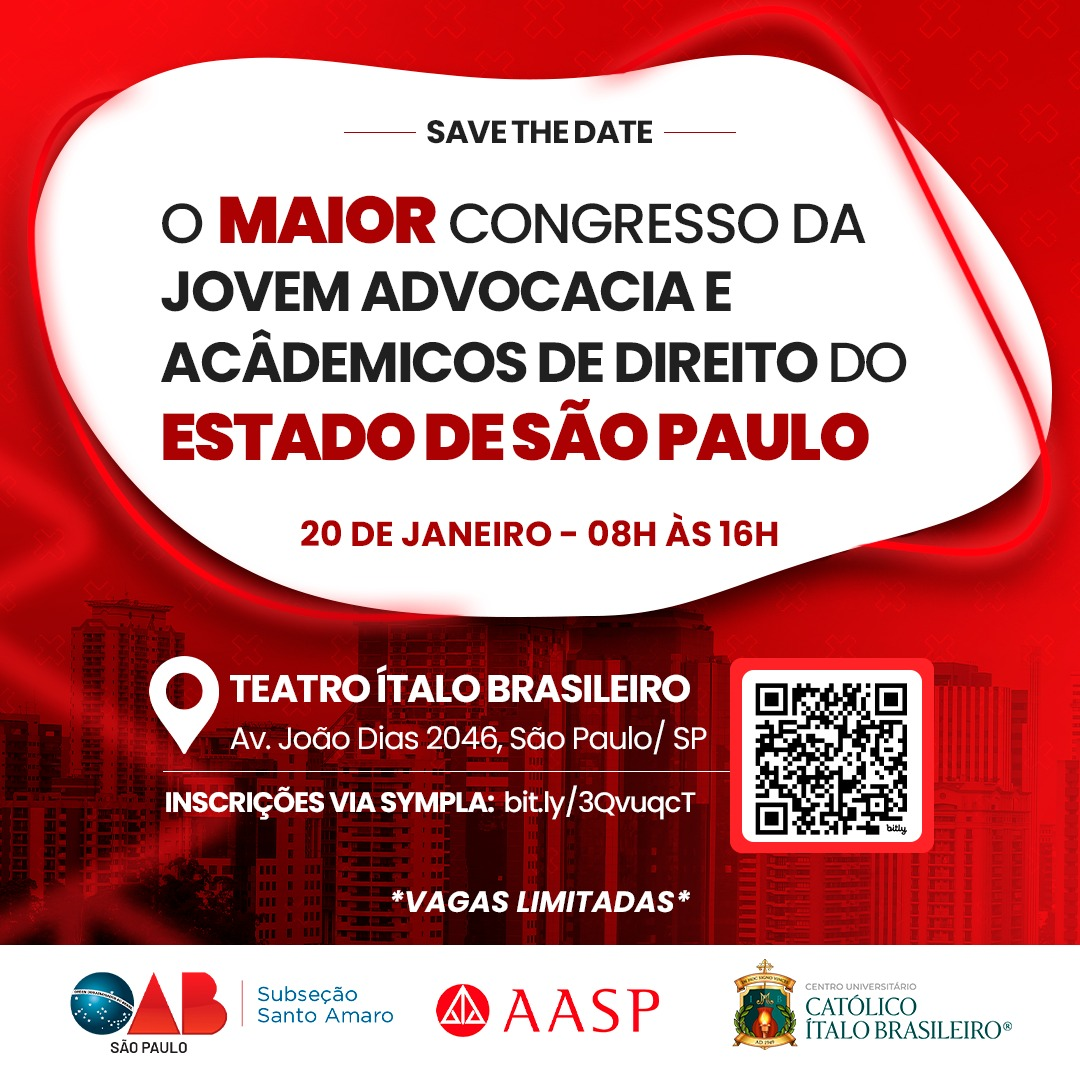 SAVE THE DATE
O MAIOR CONGRESSO DA
JOVEM ADVOCACIA E
ACÂDEMICOS DE DIREITO DO
ESTADO DE SÃO PAULO
20 DE JANEIRO - 08H ÀS 16H
TEATRO ÍTALO BRASILEIRO
Av. João Dias 2046, São Paulo/ SP
INSCRIÇÕES VIA SYMPLA: bit.ly/3QvuqcT
bitly
*VAGAS LIMITADAS*
OAB
SÃO PAULO
Subseção
Santo Amaro
AASP
CENTRO UNIVERSITÁRIO
CATÓLICO
ÍTALO BRASILEIRO®